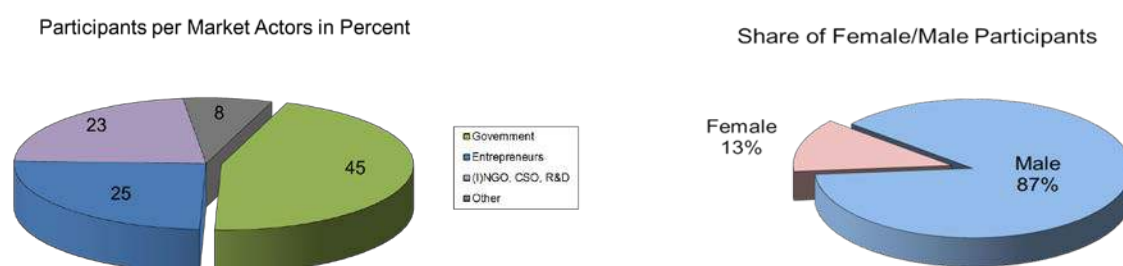 Participants per Market Actors in Percent
8
23
45
25
Government
Entrepreneurs
(I)NGO, CSO, R&D
Other
Share of Female/Male Participants
Female
13%
Male
87%